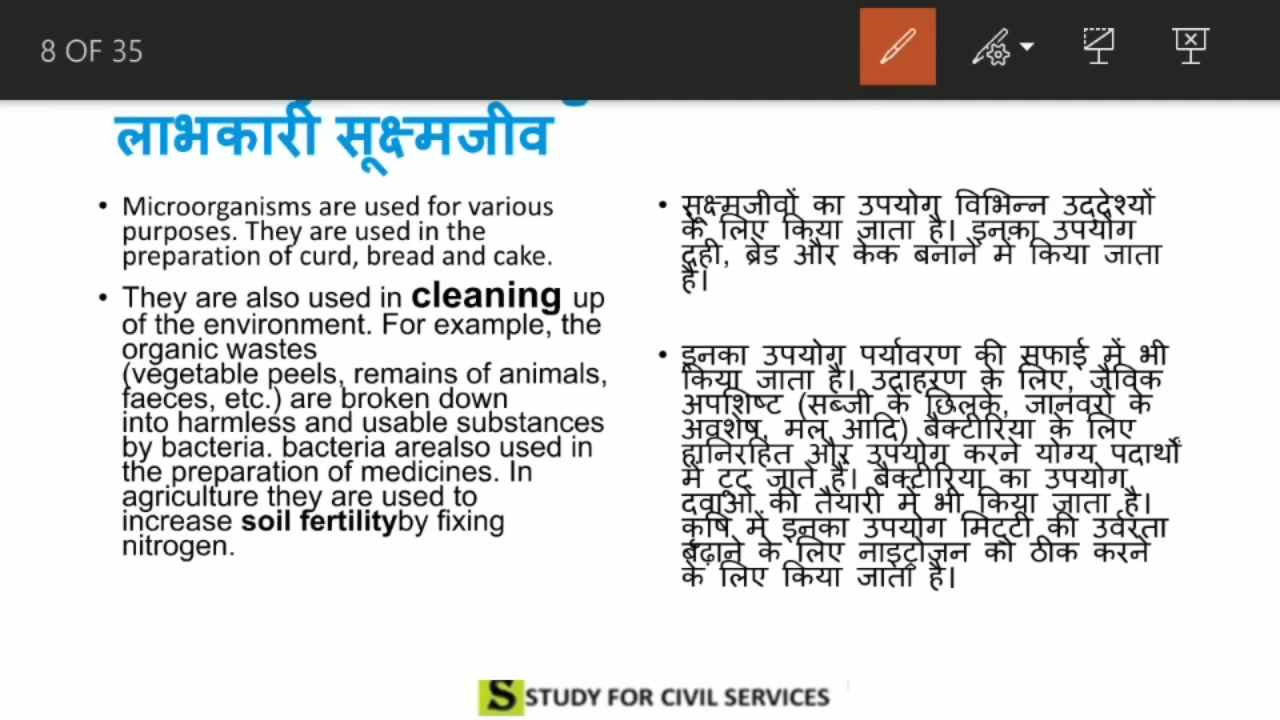 8 OF 35
लाभकारी सूक्ष्मजीव
• Microorganisms are used for various
purposes. They are used in the
preparation of curd, bread and cake.
• They are also used in cleaning up
of the environment. For example, the
organic wastes
(vegetable peels, remains of animals,
faeces, etc.) are broken down
into harmless and usable substances
by bacteria. bacteria arealso used in
the preparation of medicines. In
agriculture they are used to
increase soil fertilityby fixing
nitrogen.
• सूक्ष्मजीवों का उपयोग विभिन्न उद्देश्यों
के लिए किया जाता है। इनका उपयोग
दही, ब्रेड और केक बनाने में किया जाता
है।
• इनका उपयोग पर्यावरण की सफाई में भी
किया जाता है। उदाहरण के लिए, जैविक
अपशिष्ट (सब्जी के छिलके, जानवरों के
अवशेष, मल आदि) बैक्टीरिया के लिए
हानिरहित और उपयोग करने योग्य पदार्थों
में टूट जाते हैं। बैक्टीरिया का उपयोग
दवाओं की तैयारी में भी किया जाता है।
कृषि में इनका उपयोग मिट्टी की उर्वरता
बढ़ाने के लिए नाइट्रोजन को ठीक करने
के लिए किया जाता है।
S STUDY FOR CIVIL SERVICES